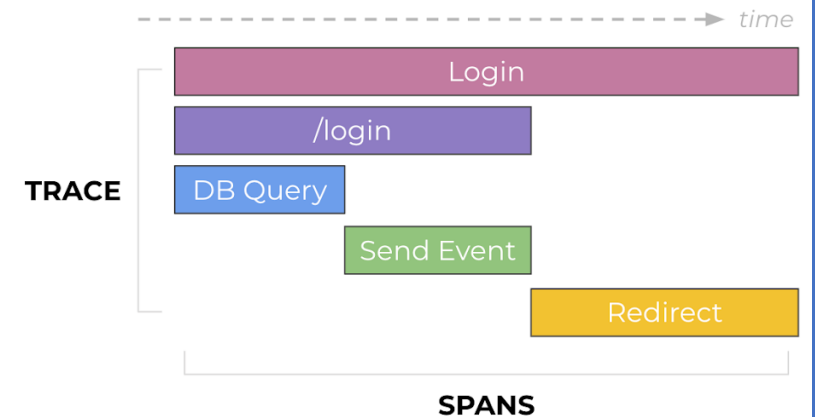 time
Login
/login
TRACE
DB Query
Send Event
Redirect
SPANS